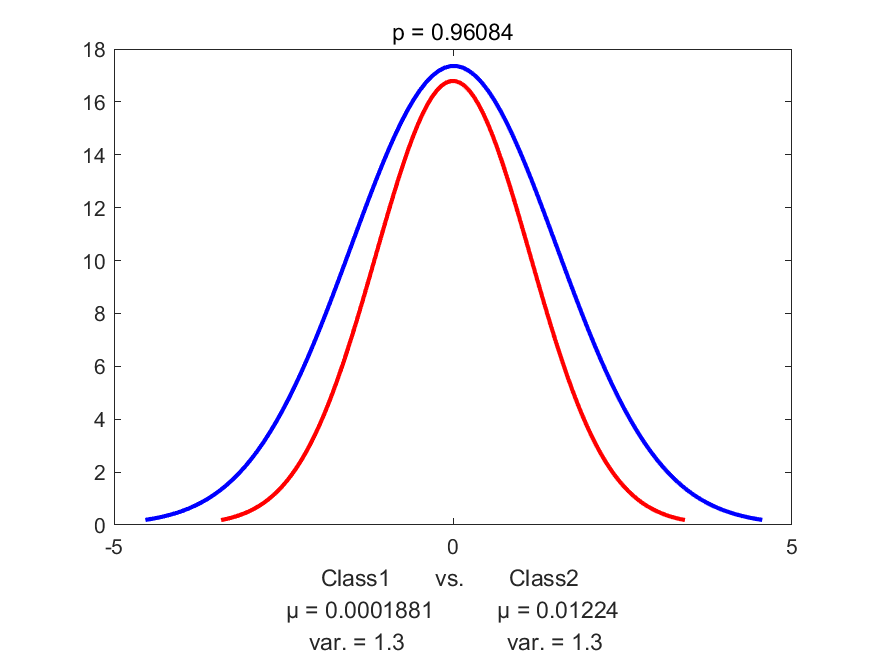 p = 0.96084
18
16
14
12
10
8
6
4
2
0
-5 0 5
Class1 vs. Class2
μ = 0.0001881 μ = 0.01224
var. = 1.3 var. = 1.3